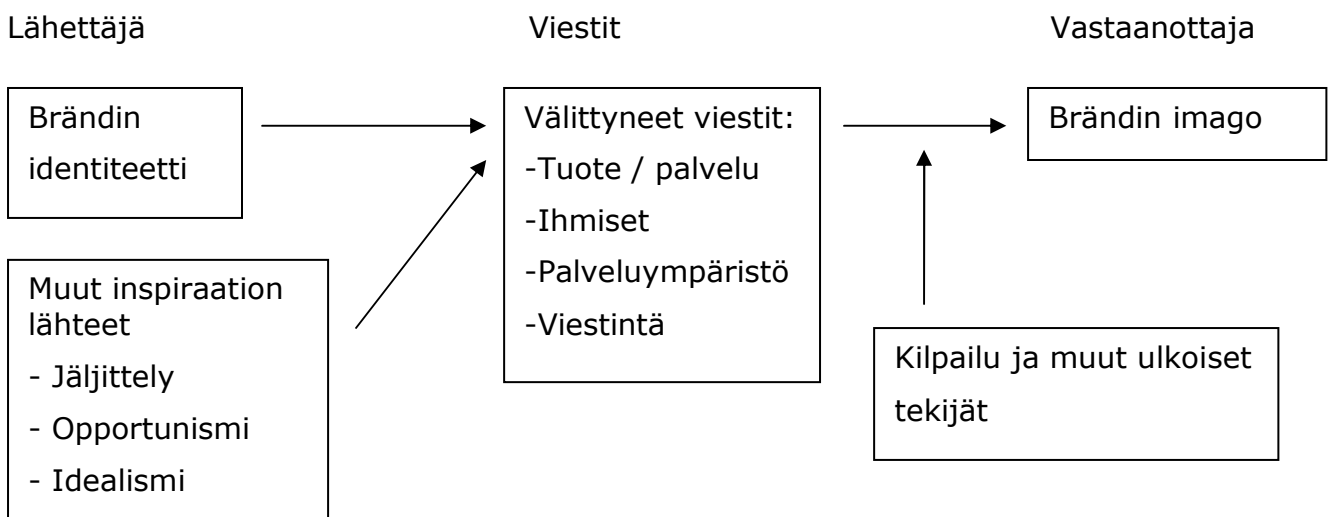 Lähettäjä
Viestit
Vastaanottaja
Brändin
identiteetti
Muut inspiraation
lähteet
- Jäljittely
- Opportunismi
- Idealismi
Välittyneet viestit:
-Tuote / palvelu
-Ihmiset
-Palveluympäristö
-Viestintä
Brändin imago
Kilpailu ja muut ulkoiset
tekijät